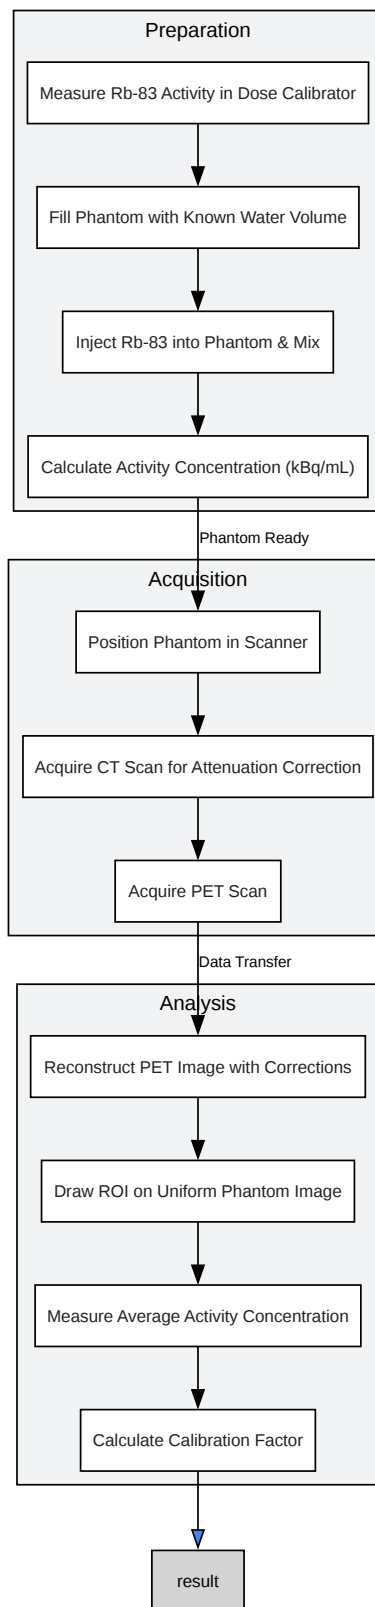 Preparation
Measure Rb-83 Activity in Dose Calibrator
Fill Phantom with Known Water Volume
Inject Rb-83 into Phantom & Mix
Calculate Activity Concentration (kBq/mL)
Phantom Ready
Acquisition
Position Phantom in Scanner
Acquire CT Scan for Attenuation Correction
Acquire PET Scan
Data Transfer
Analysis
Reconstruct PET Image with Corrections
Draw ROI on Uniform Phantom Image
Measure Average Activity Concentration
Calculate Calibration Factor
result